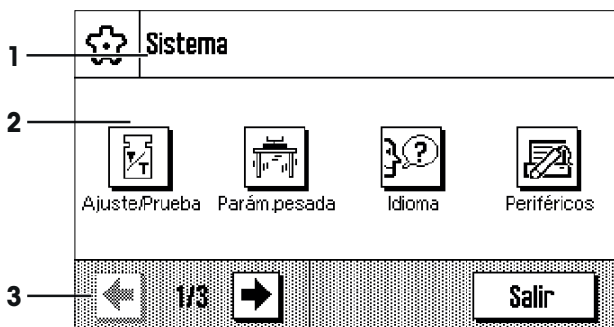 1
Sistema
2
Ajuste/Prueba Parám.pesada Idioma Periféricos
3
1/3
Salir